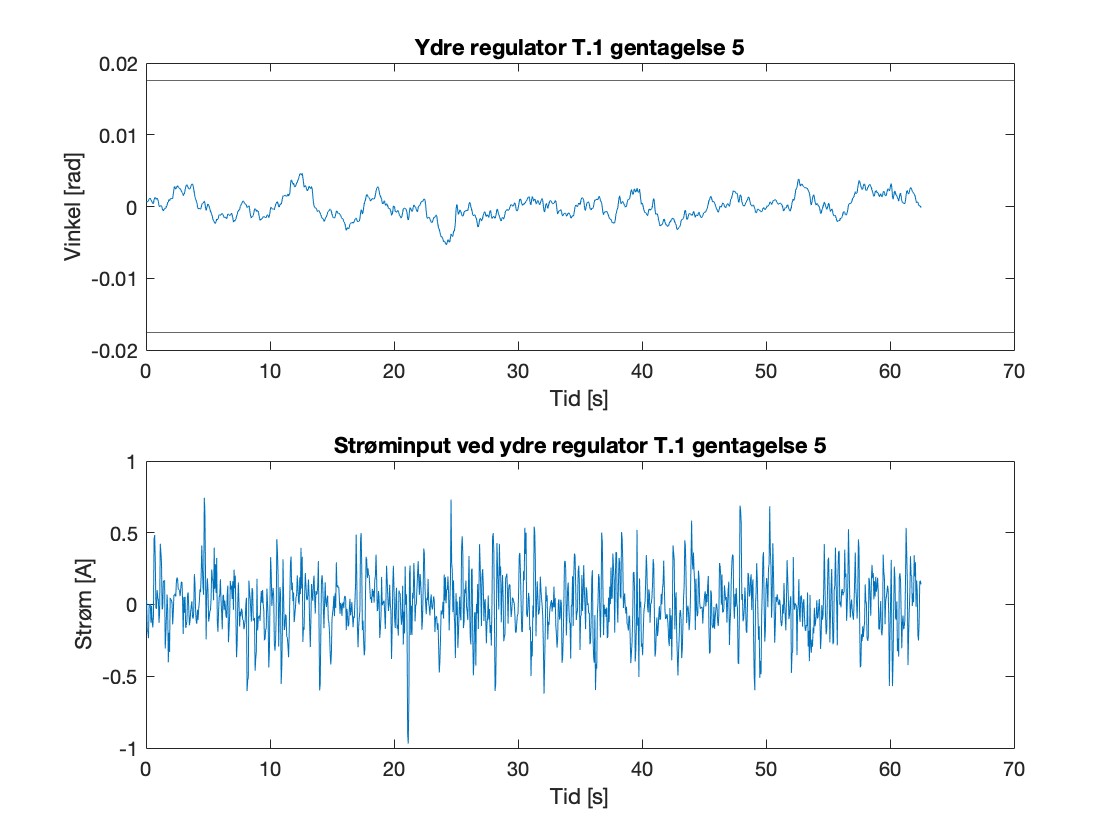 Ydre regulator T.1 gentagelse 5
0.02
0.01
0
-0.01
-0.02
Vinkel [rad]
0 10 20 30 40 50 60 70
Tid [s]
Strøminput ved ydre regulator T.1 gentagelse 5
1
0.5
0
-0.5
-1
Strøm [A]
0 10 20 30 40 50 60 70
Tid [s]